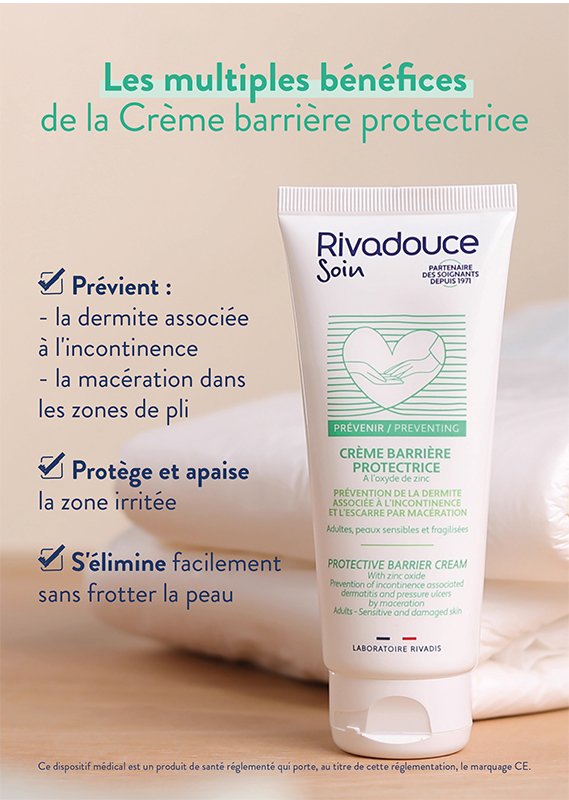 Les multiples bénéfices
de la Crème barrière protectrice
Prévient :
- la dermite associée
à l'incontinence
- la macération dans
les zones de pli
Protège et apaise
la zone irritée
S'élimine facilement
sans frotter la peau
Rivadouce
Soin
PARTENAIRE
DES SOIGNANTS
DEPUIS 1971
PRÉVENIR / PREVENTING
CRÈME BARRIÈRE
PROTECTRICE
A l'oxyde de zinc
PRÉVENTION DE LA DERMITE
ASSOCIÉE À L'INCONTINENCE
ET L'ESCARRE PAR MACÉRATION
Adultes, peaux sensibles et fragilisées
PROTECTIVE BARRIER CREAM
With zinc oxide
Prevention of incontinence associated
dermatitis and pressure ulcers
by maceration
Adults - Sensitive and damaged skin
LABORATOIRE RIVADIS
Ce dispositif médical est un produit de santé réglementé qui porte, au titre de cette réglementation, le marquage CE.